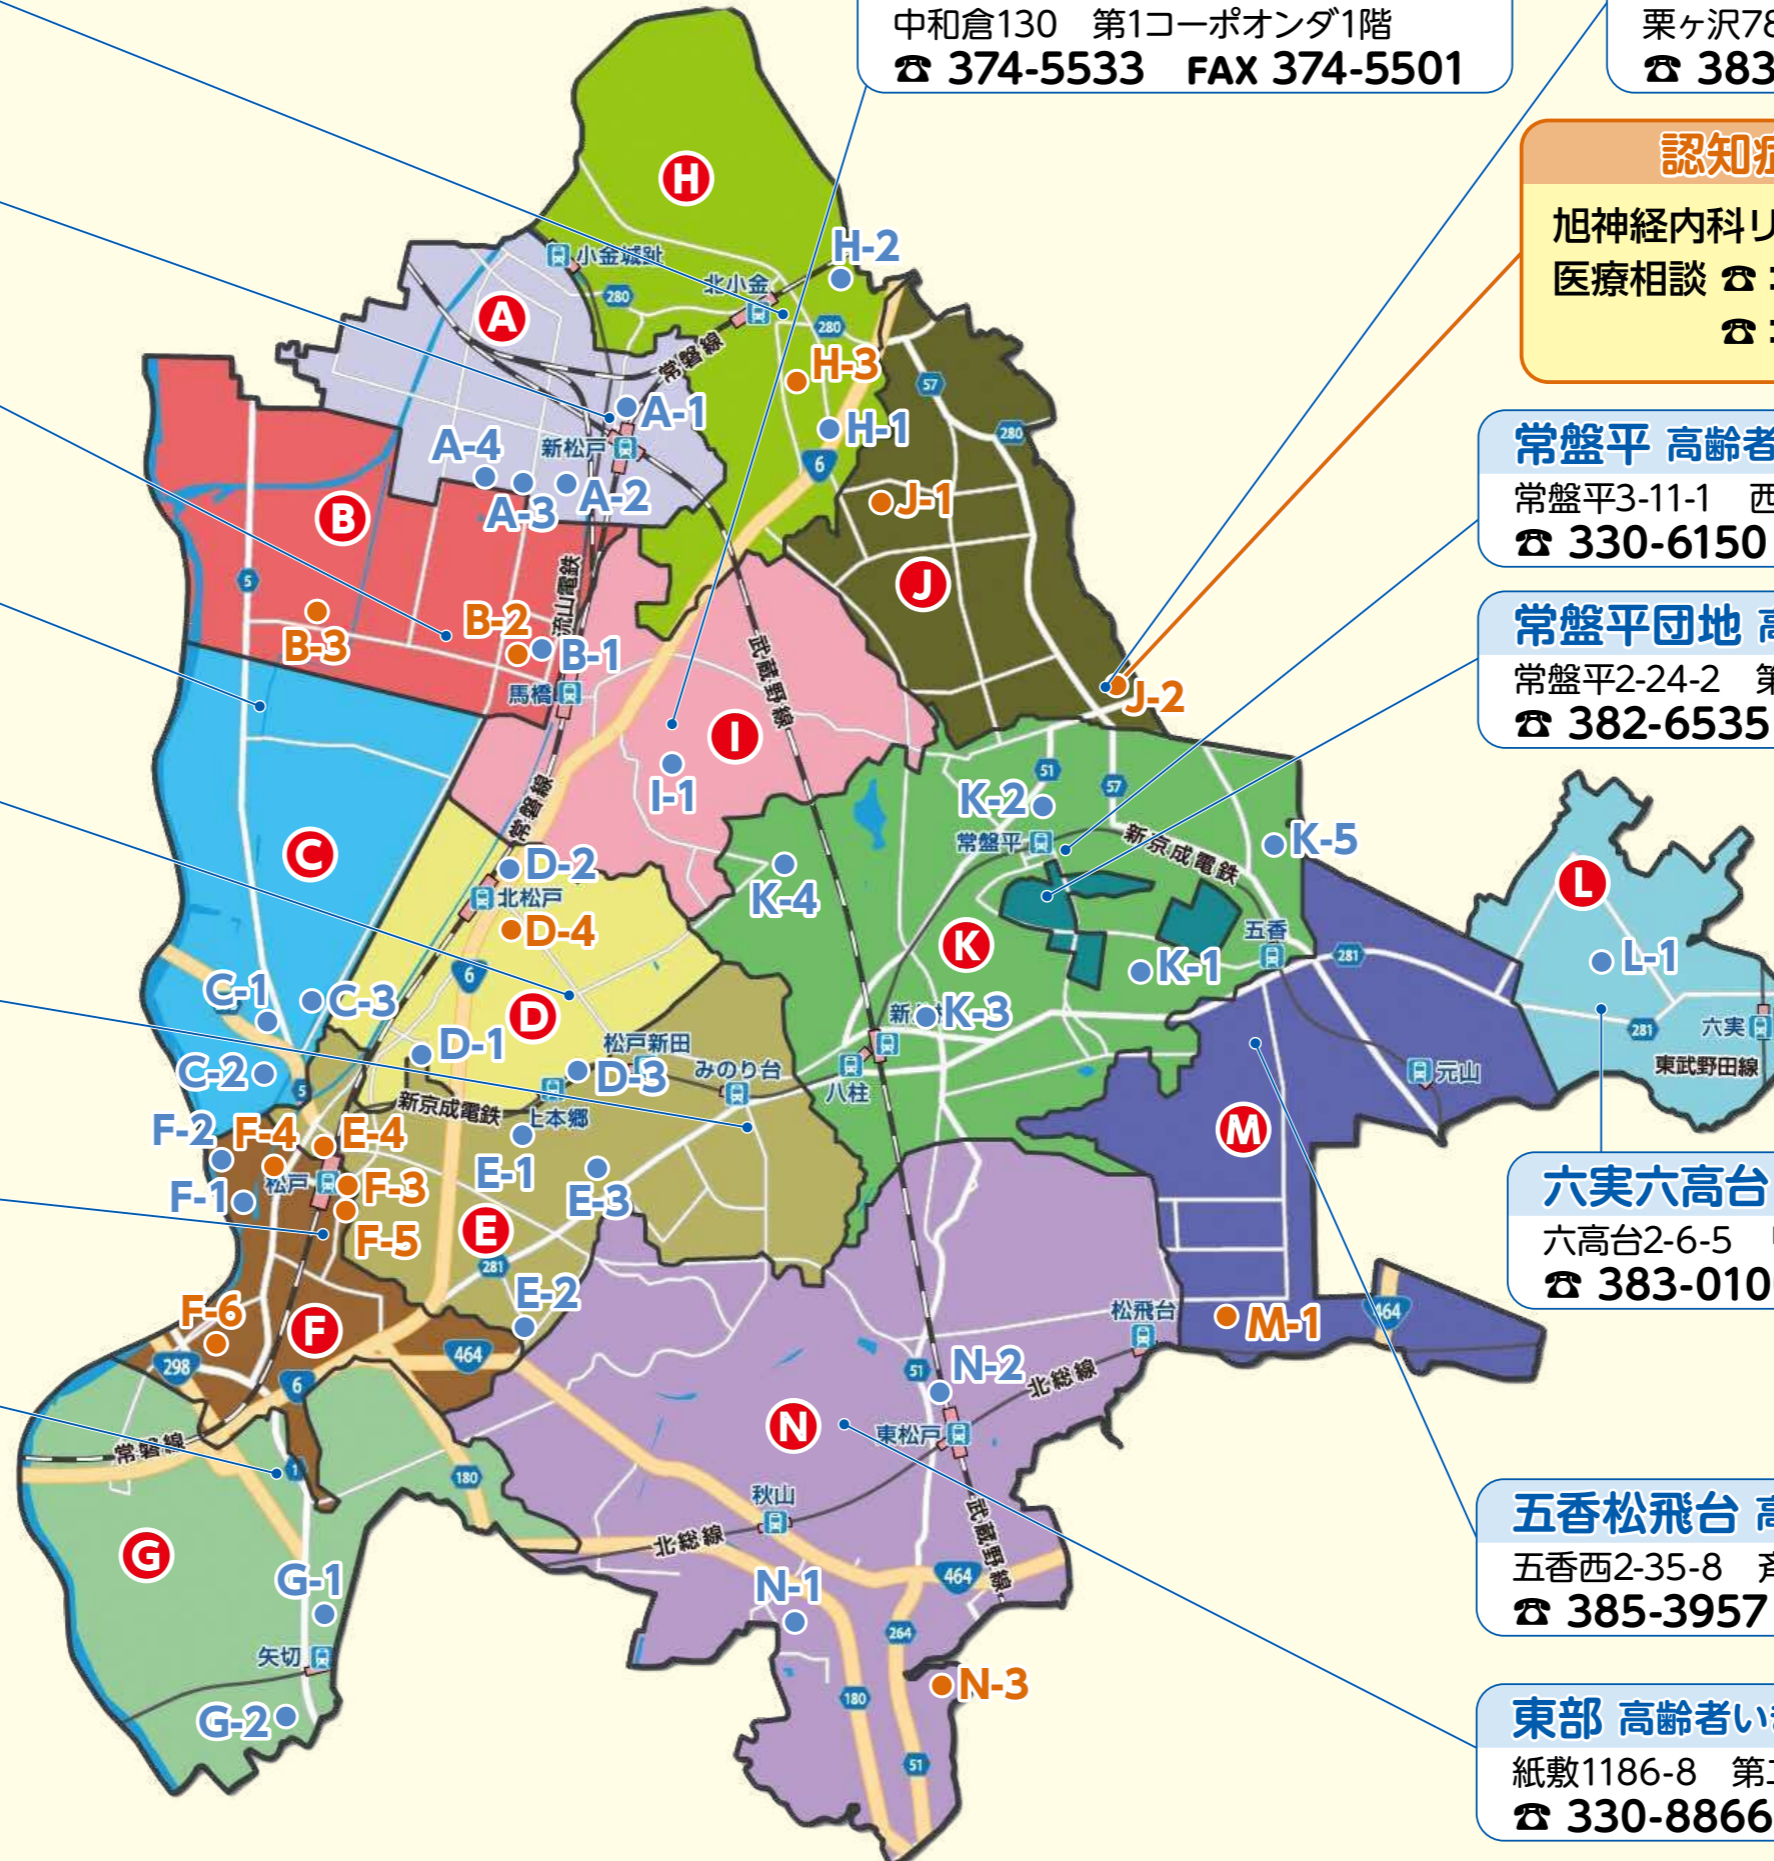 中和倉130　第1コーポオンダ1階
☎ 374-5533　FAX 374-5501
栗ヶ沢78
☎ 383
認知症
旭神経内科リ
医療相談 ☎
☎
常盤平 高齢者
常盤平3-11-1　西
☎ 330-6150
常盤平団地 高
常盤平2-24-2　第
☎ 382-6535
六実六高台
六高台2-6-5
☎ 383-010
五香松飛台 高
五香西2-35-8　斉
☎ 385-3957
東部 高齢者い
紙敷1186-8　第
☎ 330-8866
H
小金城趾
H-2
北小金
280
A
280
常磐線
H-3
57
A-1
H-1
280
新松戸
A-4
6
A-3
A-2
J-1
B
流山電鉄
5
J
B-3
B-2
B-1
武蔵野線
馬橋
J-2
I
I-1
51
57
K-2
常磐線
常盤平
新京成電鉄
K-5
C
D-2
K-4
L
北松戸
D-4
K
五香
281
L-1
6
K-1
C-1
C-3
D
K-3
281
六実
D-1
松戸新田
東武野田線
C-2
D-3
みのり台
八柱
元山
5
新京成電鉄
上本郷
M
F-2
F-4
E-4
E-1
松戸
F-3
E-3
F-1
F-5
E
281
E-2
F-6
F
松飛台
M-1
464
298
464
6
51
N-2
北総線
N
東松戸
常磐線
1
180
秋山
北総線
武蔵野線
G
464
G-1
N-1
264
矢切
N-3
G-2
180
51